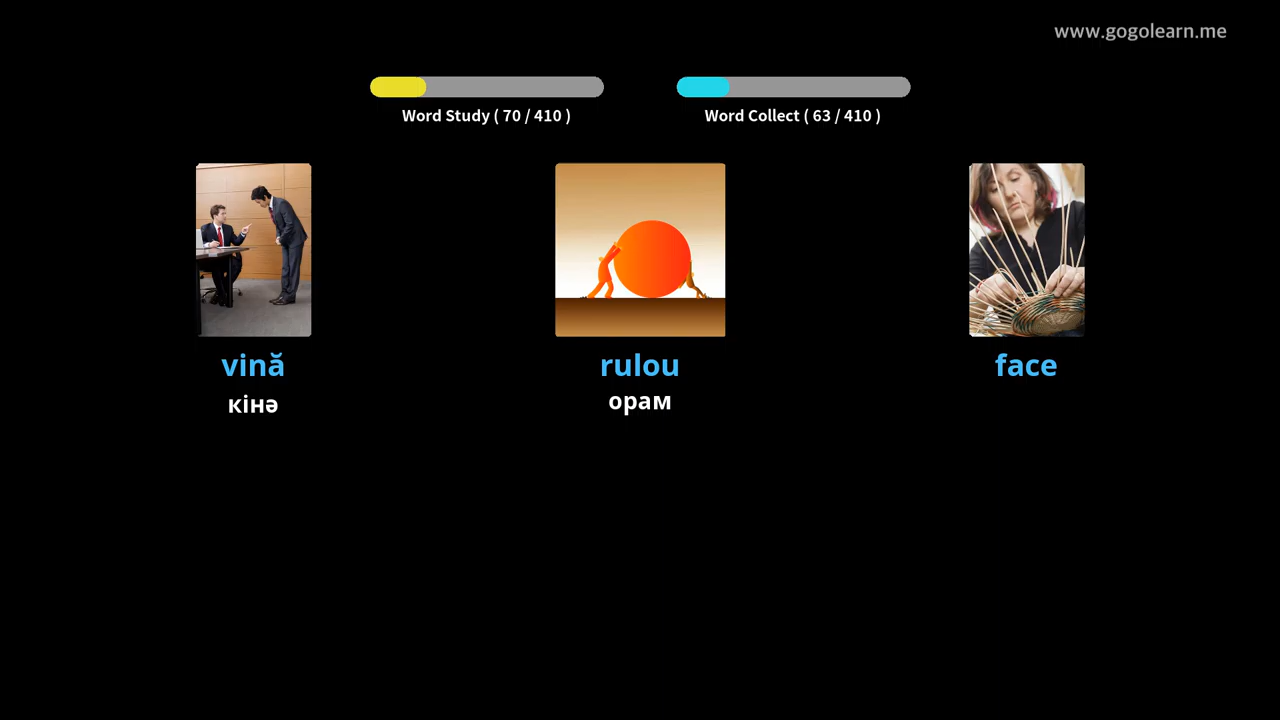 www.gogolearn.me
Word Study ( 70 / 410 )
Word Collect ( 63 / 410 )
vină
rulou
face
кінә
орам